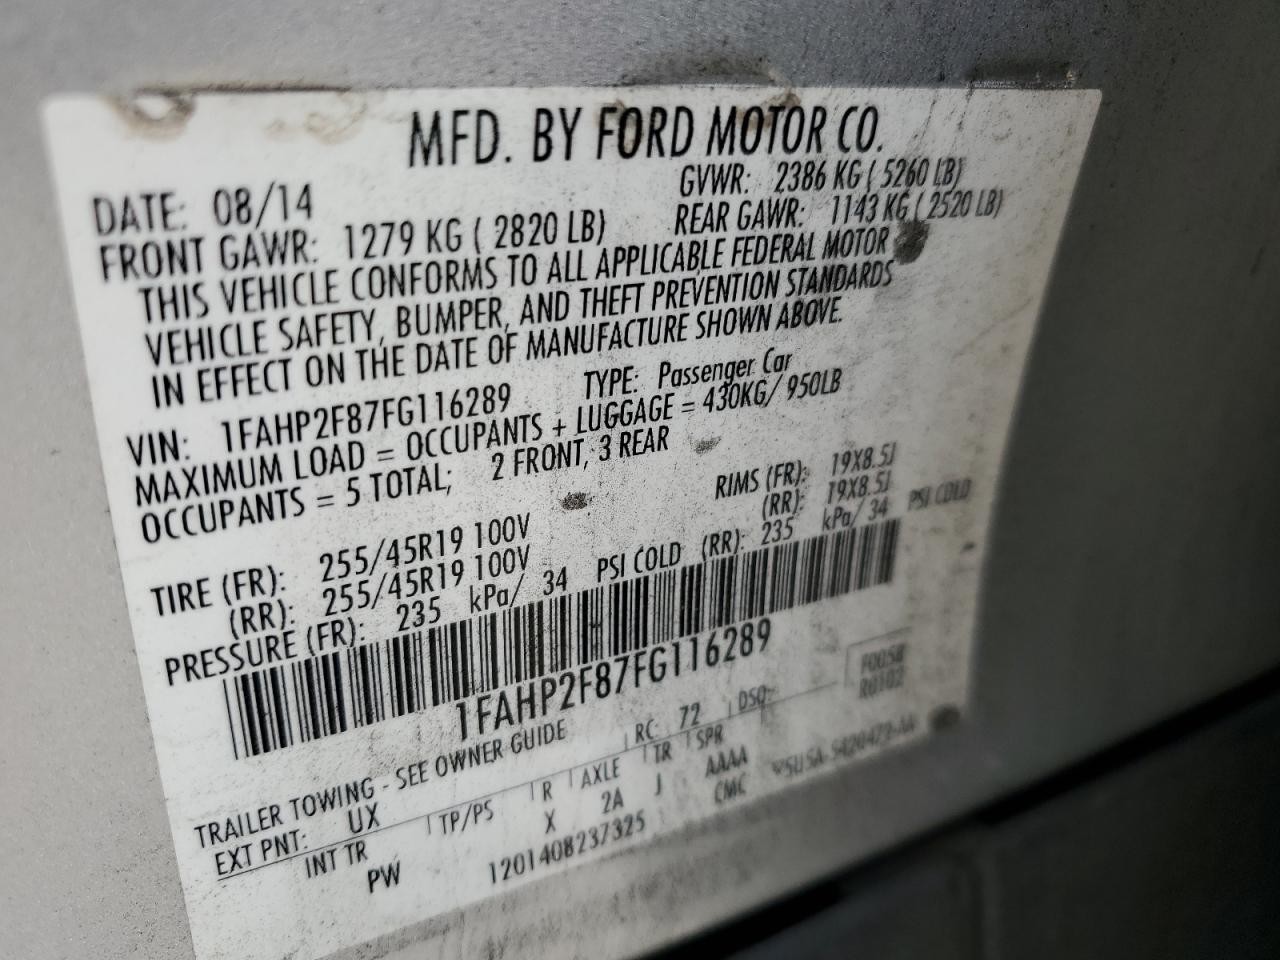 MFD. BY FORD MOTOR CO.
DATE: 08/14 GVWR: 2386 KG ( 5260 LB)
FRONT GAWR: 1279 KG ( 2820 LB) REAR GAWR: 1143 KG ( 2520 LB)
THIS VEHICLE CONFORMS TO ALL APPLICABLE FEDERAL MOTOR
VEHICLE SAFETY, BUMPER, AND THEFT PREVENTION STANDARDS
IN EFFECT ON THE DATE OF MANUFACTURE SHOWN ABOVE.
VIN: 1FAHP2F87FG116289 TYPE: Passenger Car
MAXIMUM LOAD = OCCUPANTS + LUGGAGE = 430KG/ 950LB
OCCUPANTS = 5 TOTAL; 2 FRONT, 3 REAR
TIRE (FR): 255/45R19 100V RIMS (FR): 19X8.5J
(RR): 255/45R19 100V (RR): 19X8.5J
PRESSURE (FR): 235 kPa/ 34 PSI COLD (RR): 235 kPa/ 34 PSI COLD
1FAHP2F87FG116289
F0058
R0102
TRAILER TOWING - SEE OWNER GUIDE
EXT PNT: UX RC: 72 DSO:
INT TR TP/PS R AXLE TR SPR
PW X 2A J AAAA
1201408237325 CMC